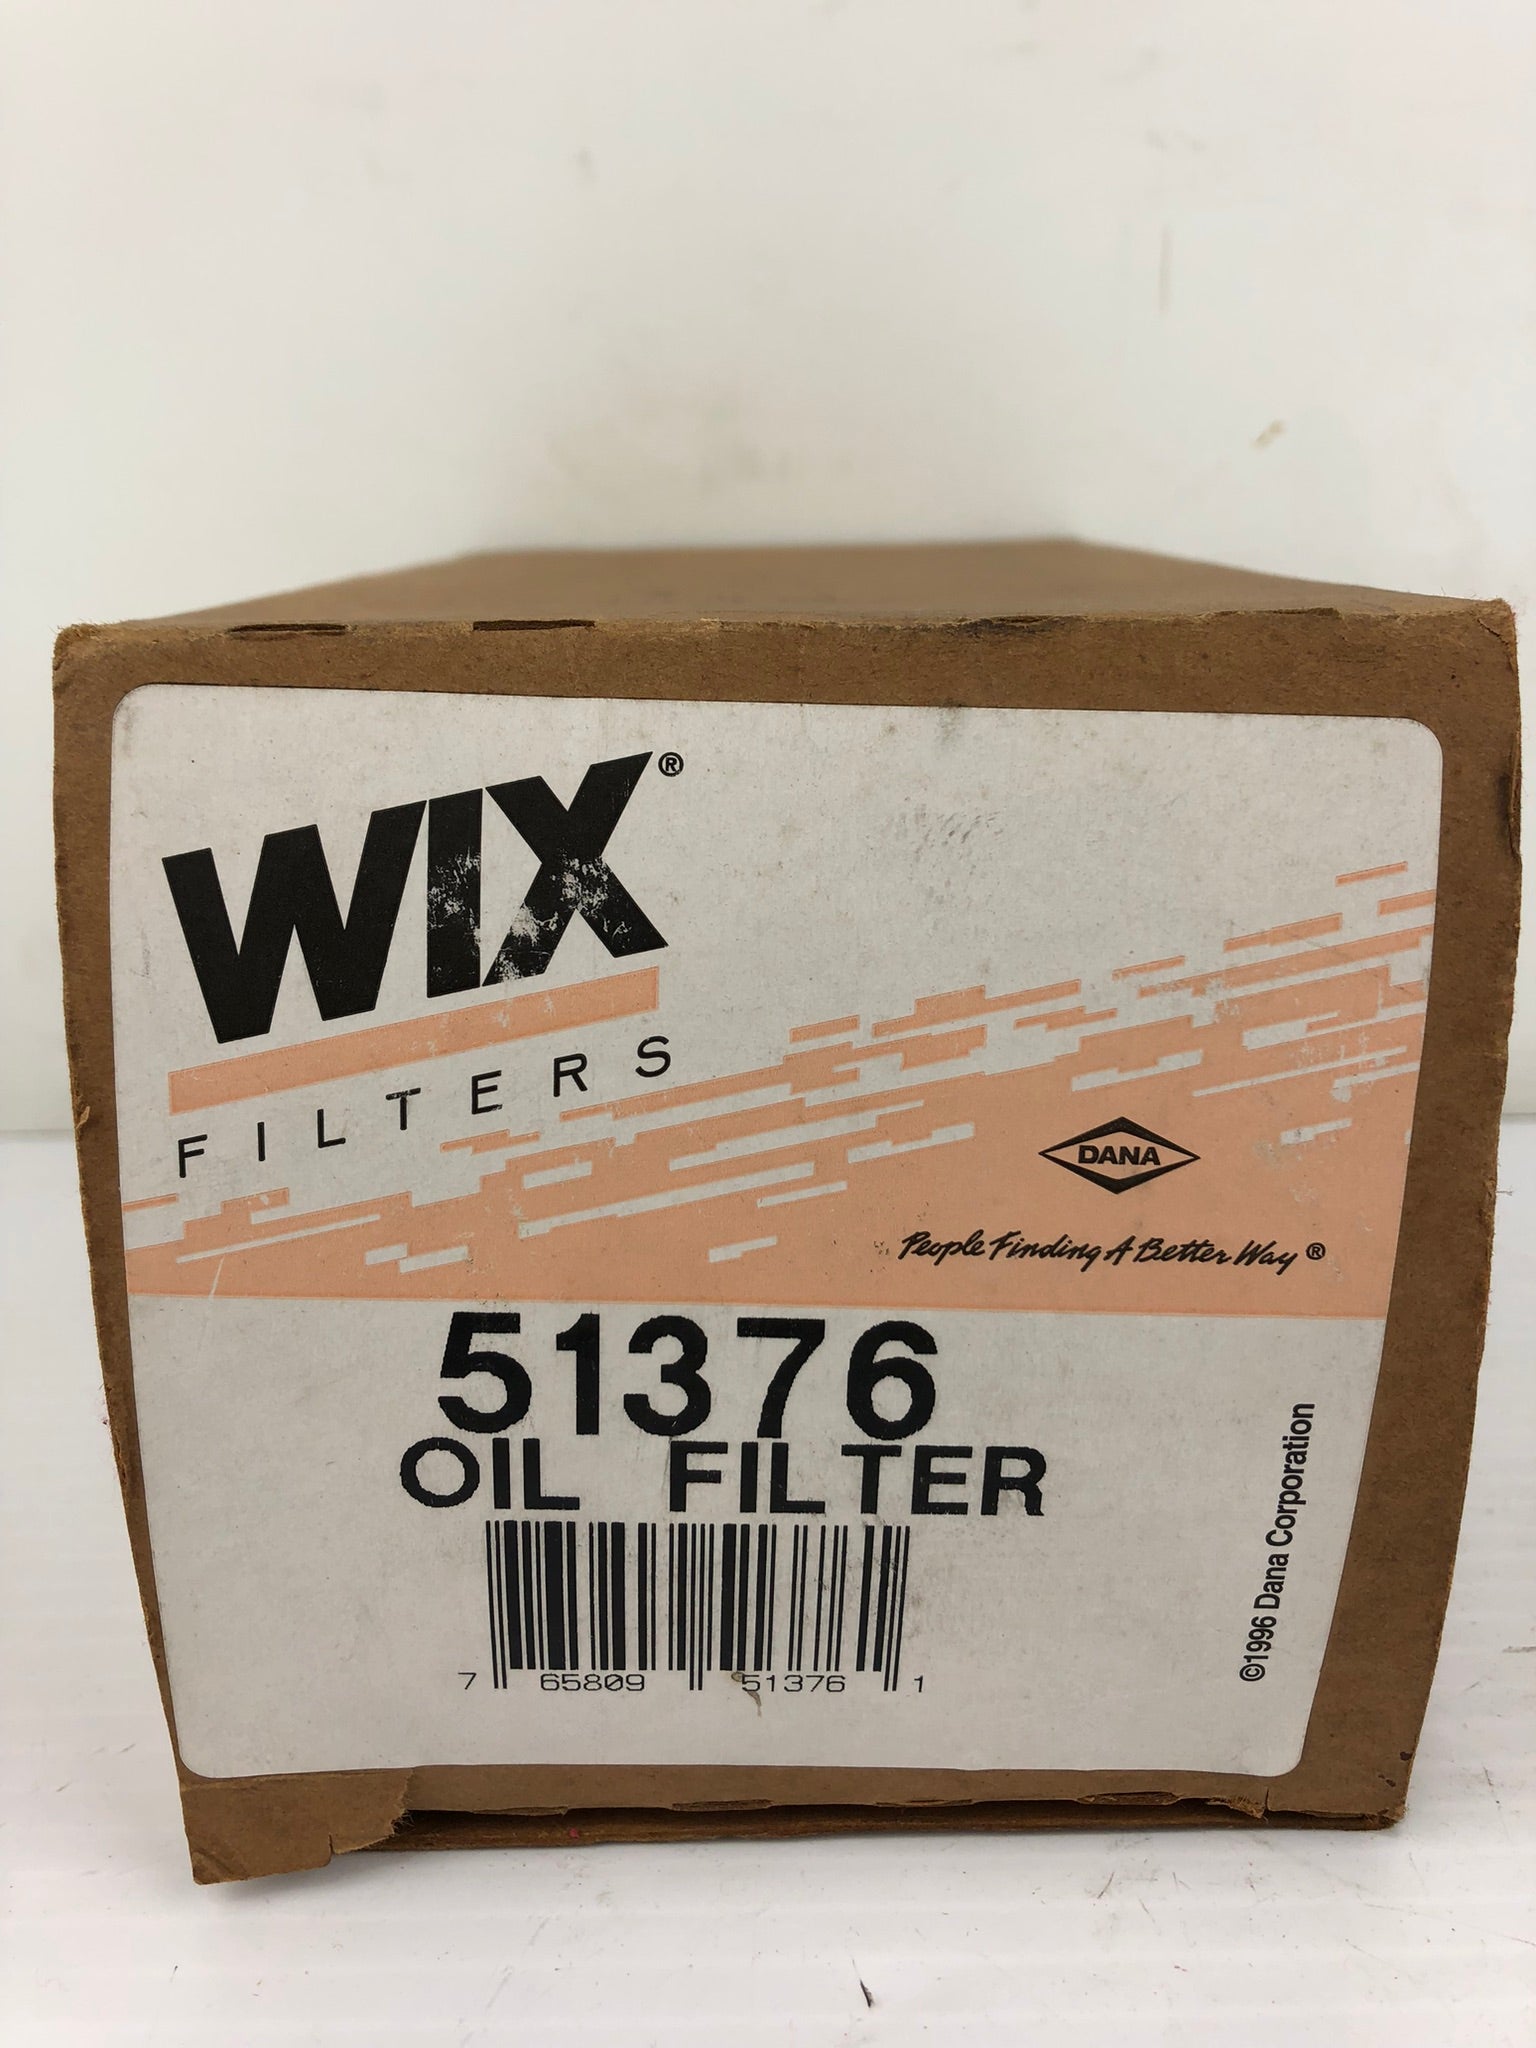 WIX®
FILTERS
DANA
People Finding A Better Way ®
51376
OIL FILTER
7 65809 51376 1
©1996 Dana Corporation